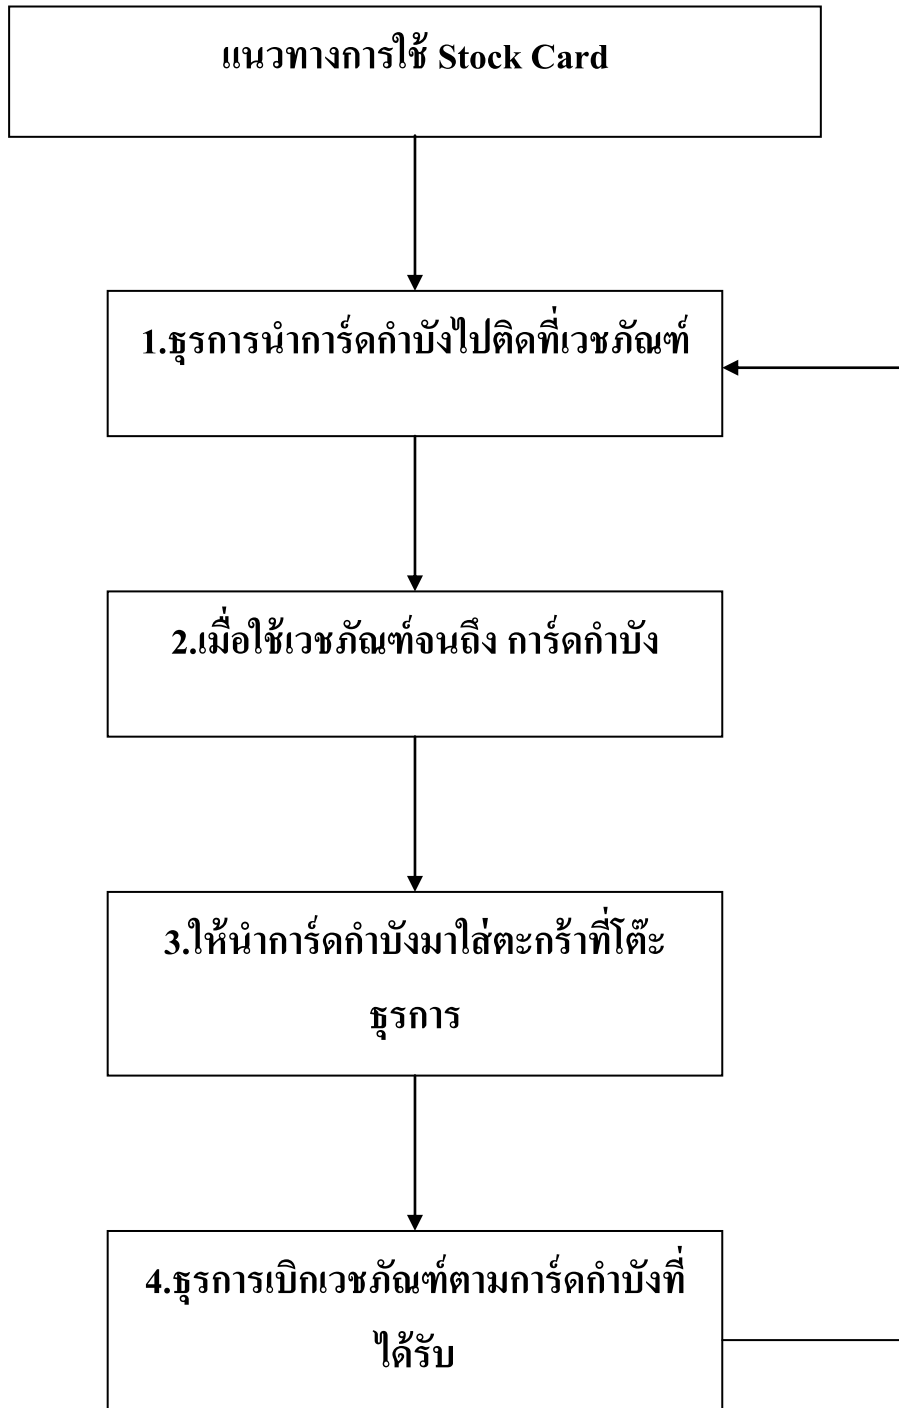 แนวทางการใช้ Stock Card
1.ธุรการนำการ์ดกำบังไปติดที่เวชภัณฑ์
2.เมื่อใช้เวชภัณฑ์จนถึง การ์ดกำบัง
3.ให้นำการ์ดกำบังมาใส่ตะกร้าที่โต๊ะ
ธุรการ
4.ธุรการเบิกเวชภัณฑ์ตามการ์ดกำบังที่
ได้รับ